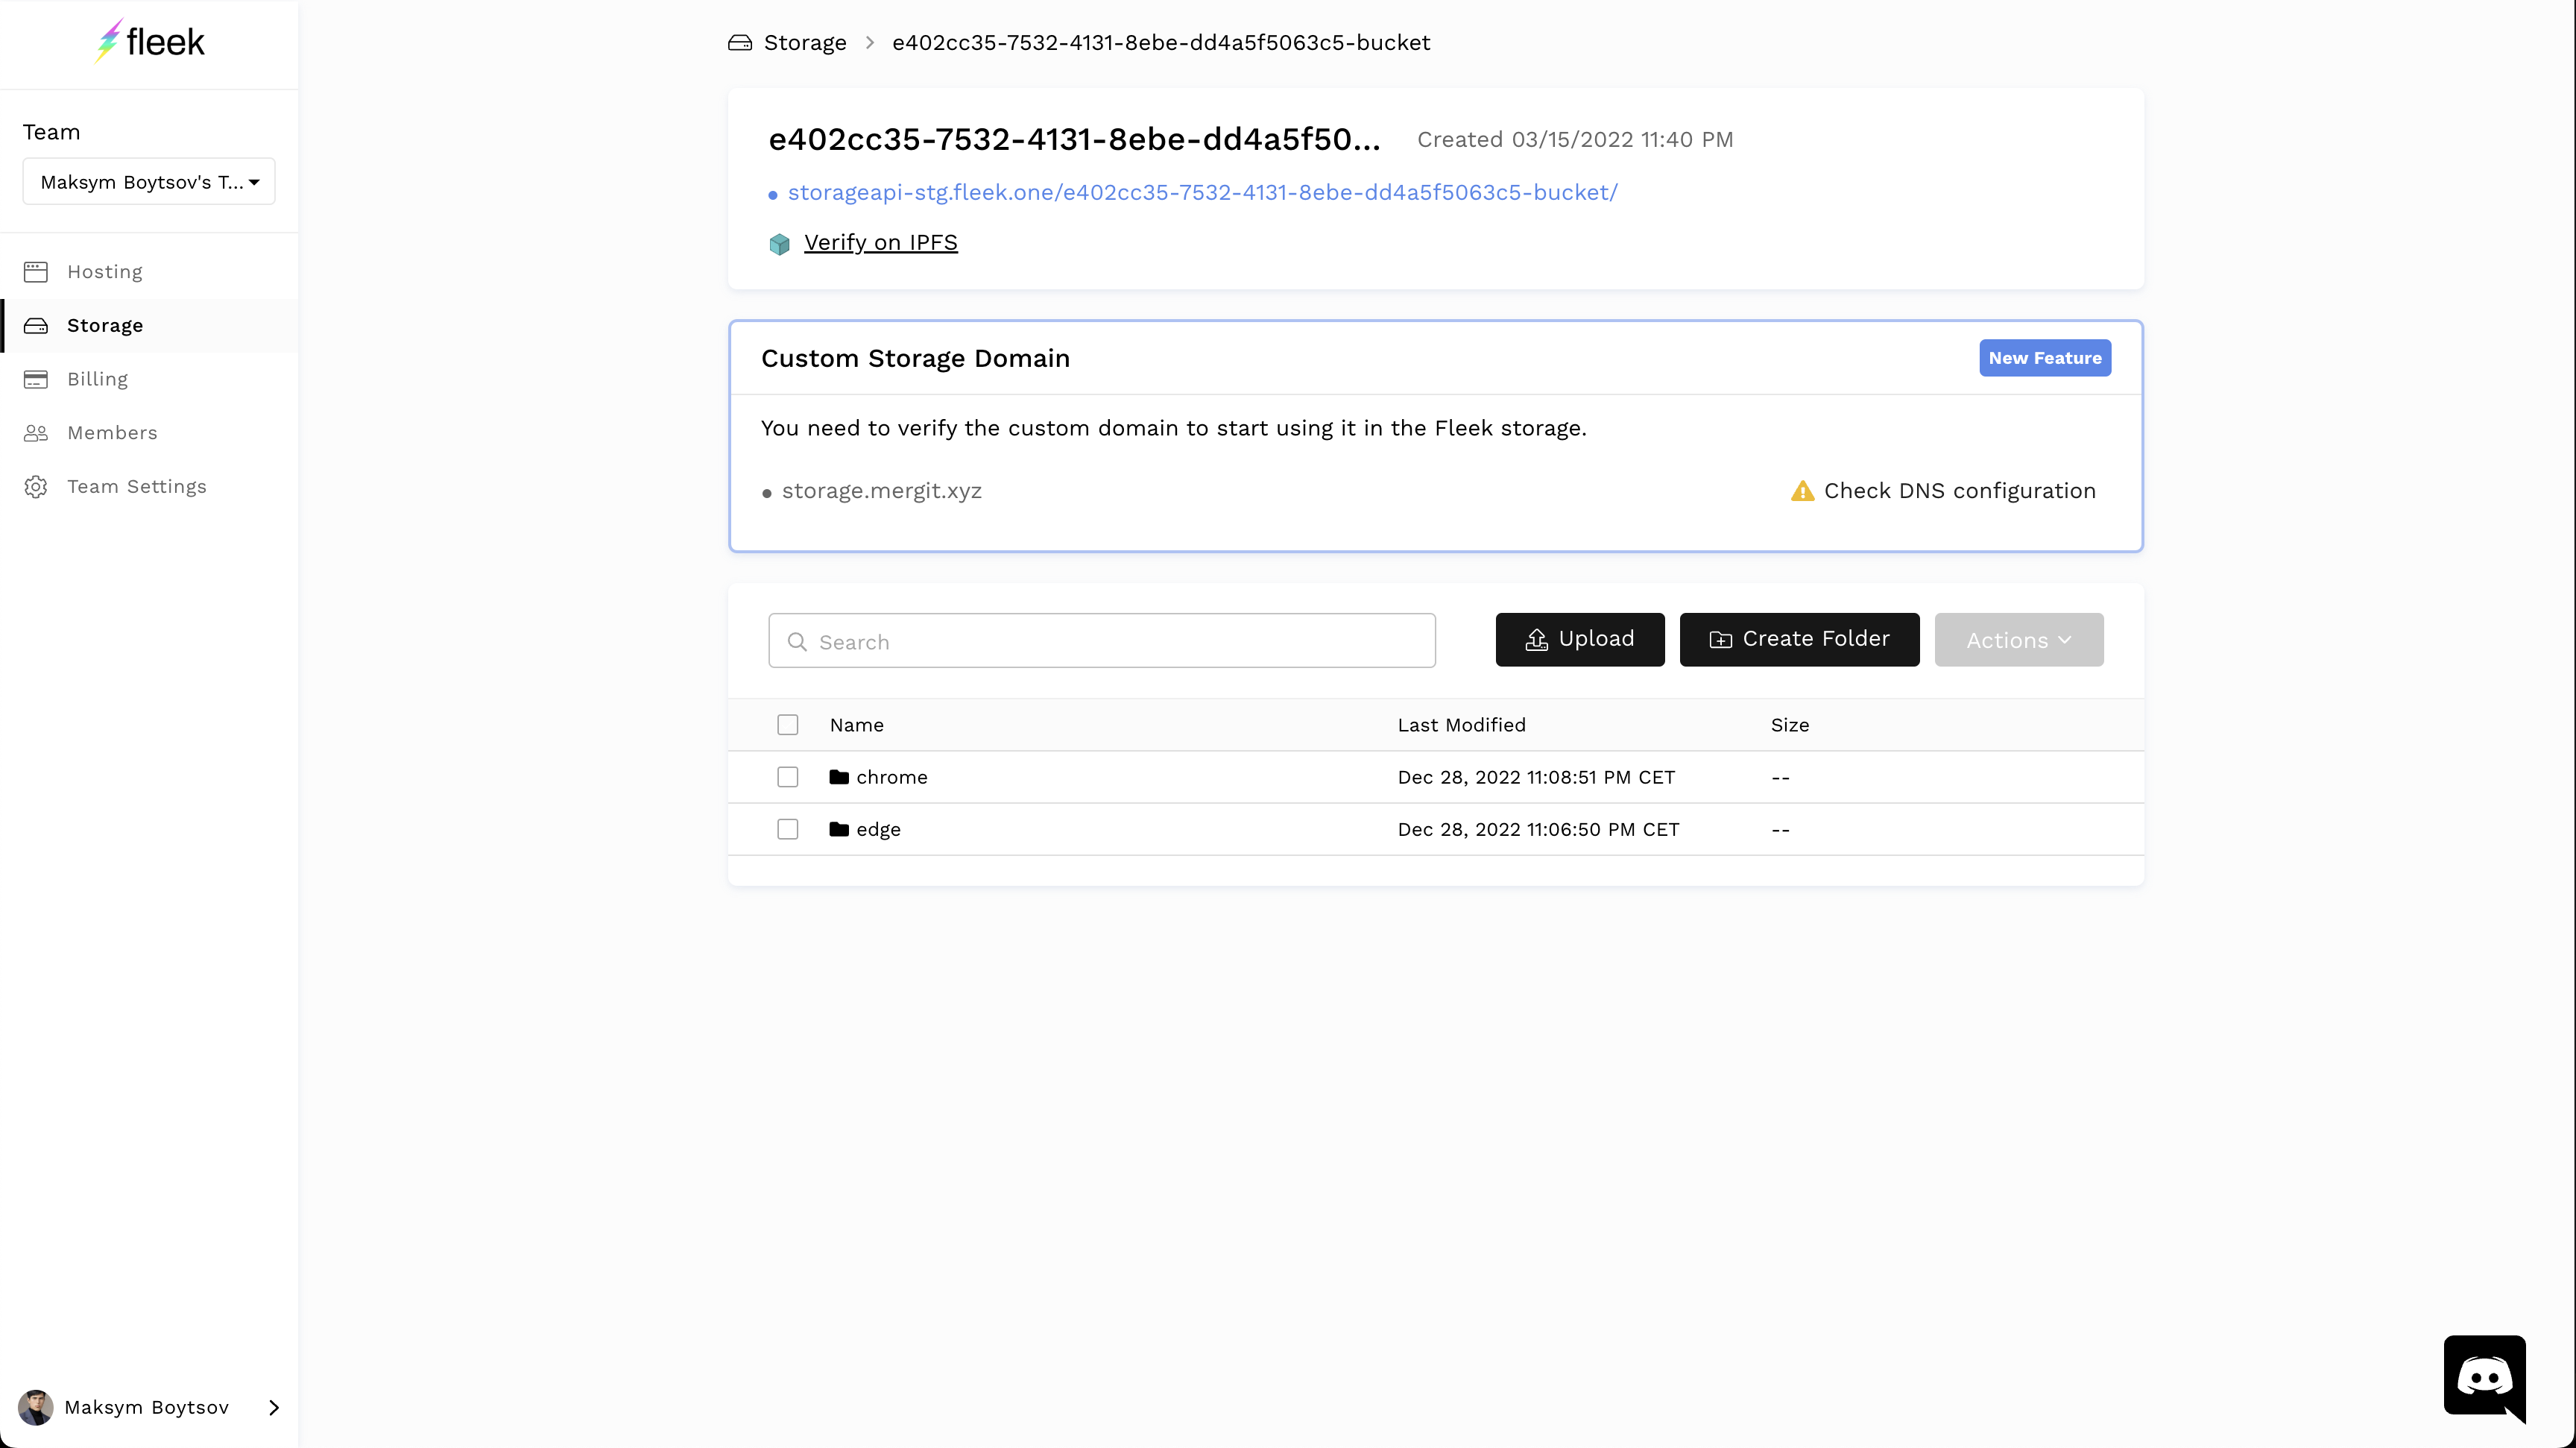 fleek
Team
Maksym Boytsov's T...
Hosting
Storage
Billing
Members
Team Settings
Maksym Boytsov
Storage > e402cc35-7532-4131-8ebe-dd4a5f5063c5-bucket
e402cc35-7532-4131-8ebe-dd4a5f50... Created 03/15/2022 11:40 PM
storageapi-stg.fleek.one/e402cc35-7532-4131-8ebe-dd4a5f5063c5-bucket/
Verify on IPFS
Custom Storage Domain New Feature
You need to verify the custom domain to start using it in the Fleek storage.
storage.mergit.xyz Check DNS configuration
Search Upload Create Folder Actions
Name Last Modified Size
chrome Dec 28, 2022 11:08:51 PM CET --
edge Dec 28, 2022 11:06:50 PM CET --